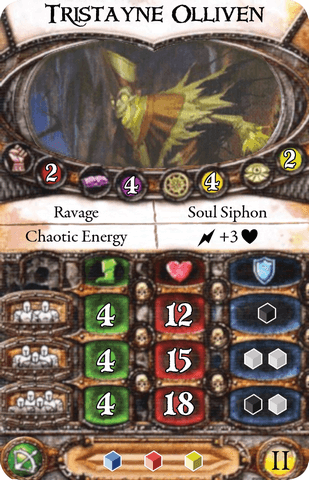 Tristayne Olliven
2 4 4 2
Ravage Soul Siphon
Chaotic Energy +3
4 12
4 15
4 18
II